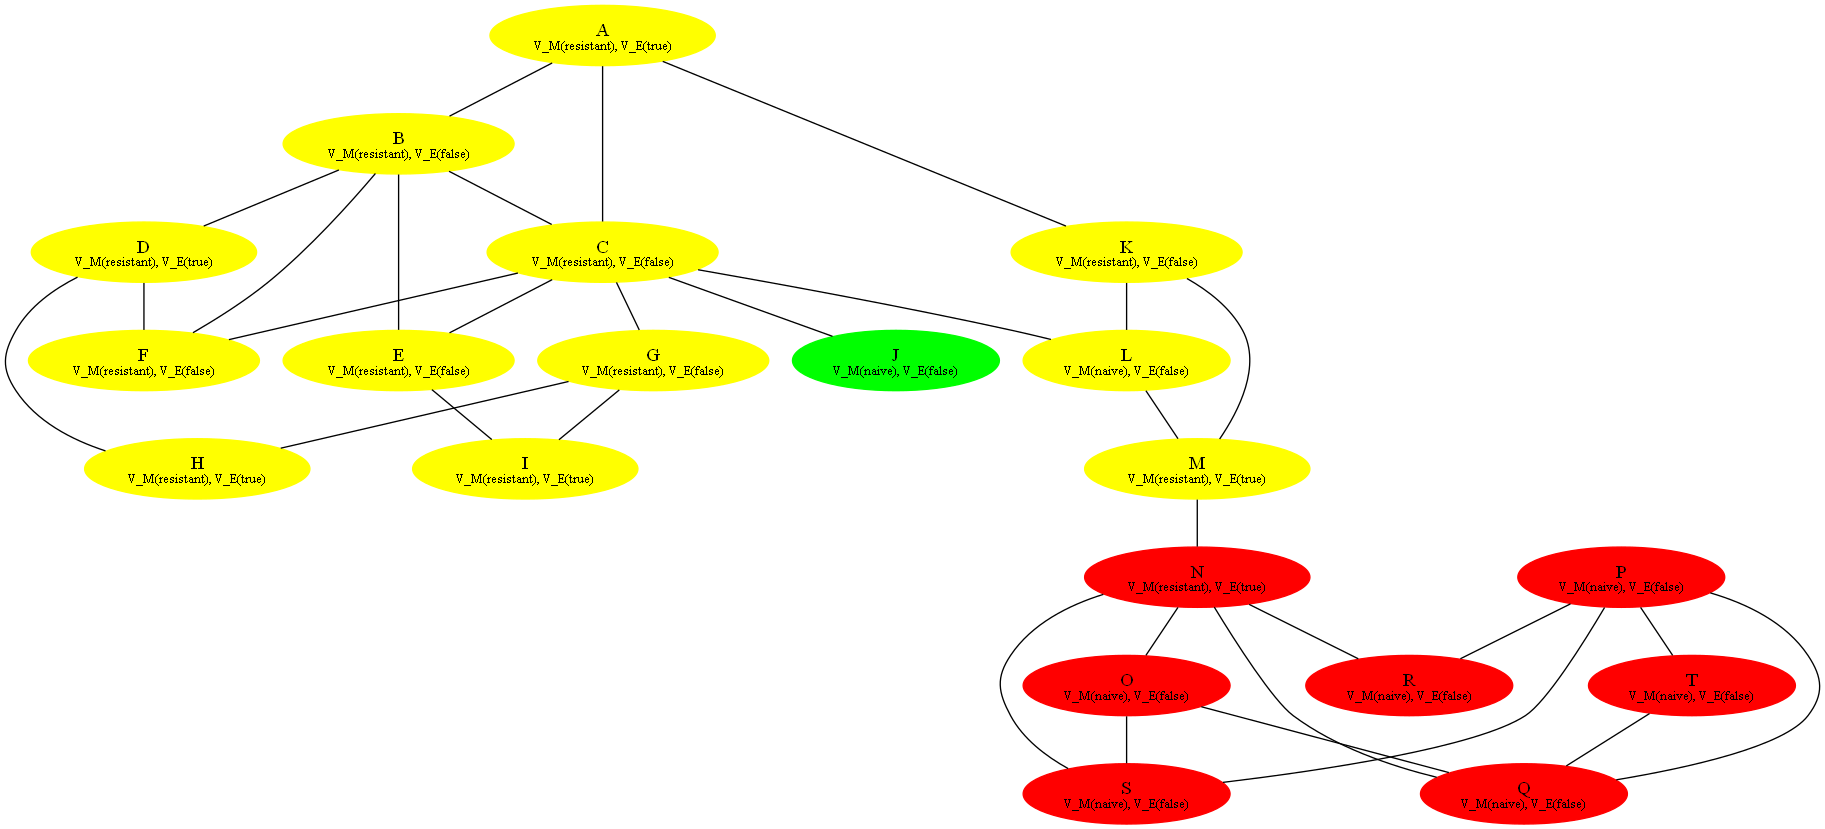 A
V_M(resistant), V_E(true)
B
V_M(resistant), V_E(false)
D
V_M(resistant), V_E(true)
C
V_M(resistant), V_E(false)
K
V_M(resistant), V_E(false)
F
V_M(resistant), V_E(false)
E
V_M(resistant), V_E(false)
G
V_M(resistant), V_E(false)
J
V_M(naive), V_E(false)
L
V_M(naive), V_E(false)
H
V_M(resistant), V_E(true)
I
V_M(resistant), V_E(true)
M
V_M(resistant), V_E(true)
N
V_M(resistant), V_E(true)
P
V_M(naive), V_E(false)
O
V_M(naive), V_E(false)
R
V_M(naive), V_E(false)
T
V_M(naive), V_E(false)
S
V_M(naive), V_E(false)
Q
V_M(naive), V_E(false)